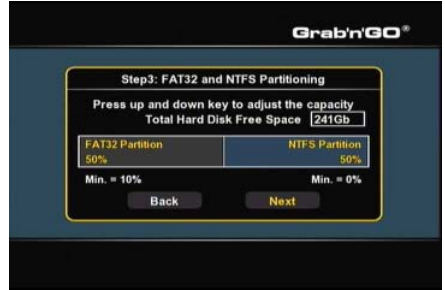 Grab'n'GO®
Step3: FAT32 and NTFS Partitioning
Press up and down key to adjust the capacity
Total Hard Disk Free Space 241Gb
FAT32 Partition NTFS Partition
50% 50%
Min. = 10% Min. = 0%
Back Next